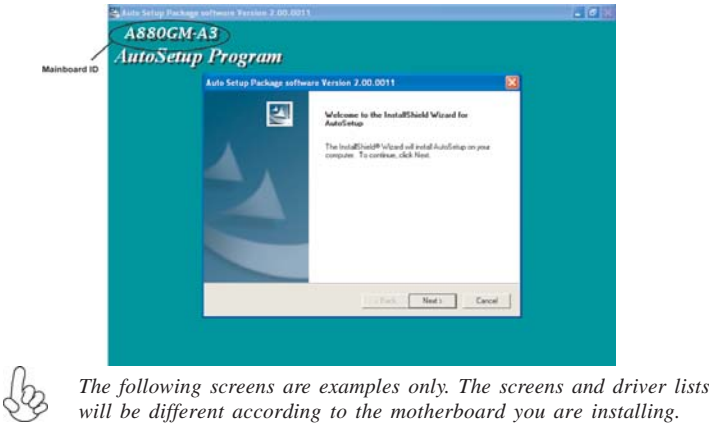 Auto Setup Package software Version 2.00.0011
A880GM-A3
AutoSetup Program
Mainboard ID
Auto Setup Package software Version 2.00.0011
Welcome to the InstallShield Wizard for
AutoSetup
The InstallShield® Wizard will install AutoSetup on your
computer. To continue, click Next.
< Back
Next >
Cancel
The following screens are examples only. The screens and driver lists
will be different according to the motherboard you are installing.